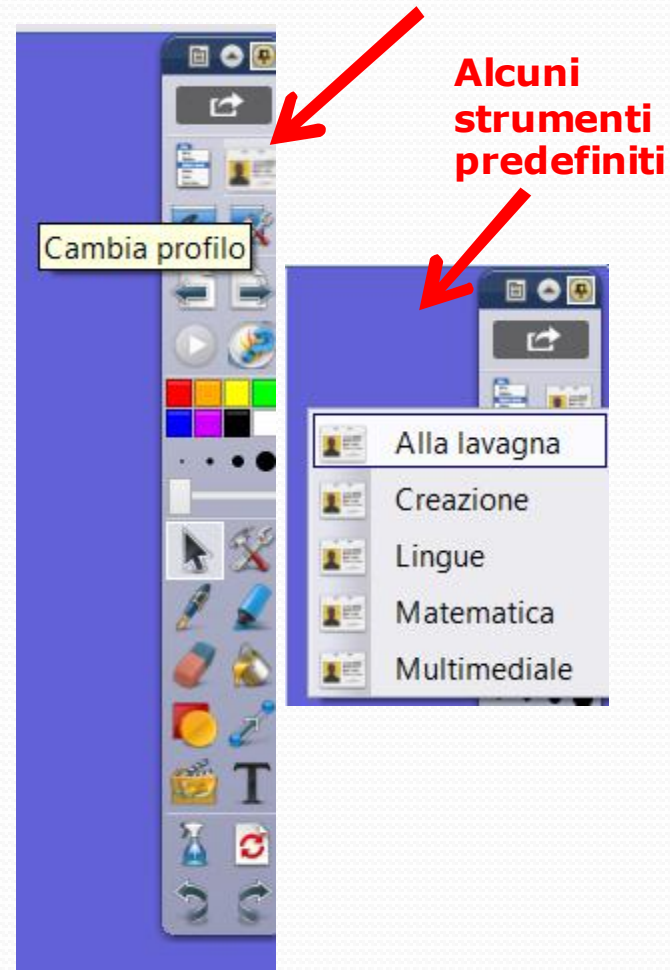 Alcuni
strumenti
predefiniti
Cambia profilo
Alla lavagna
Creazione
Lingue
Matematica
Multimediale
T